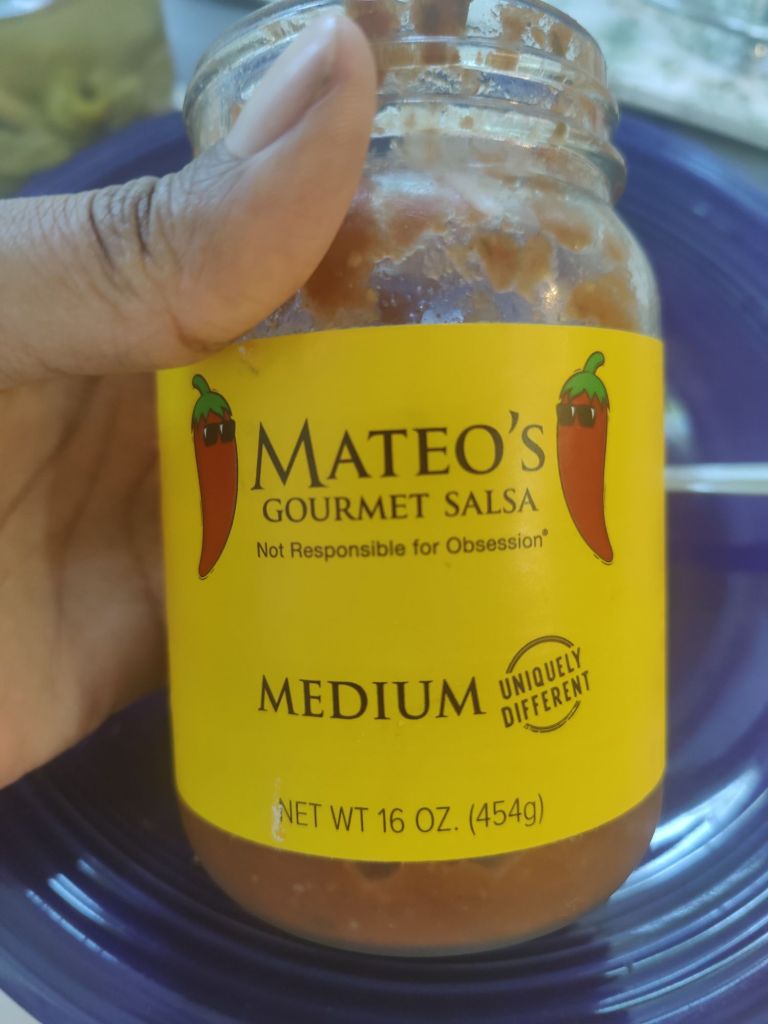 MATEO'S
GOURMET SALSA
Not Responsible for Obsession®
MEDIUM
UNIQUELY
DIFFERENT
NET WT 16 OZ. (454g)